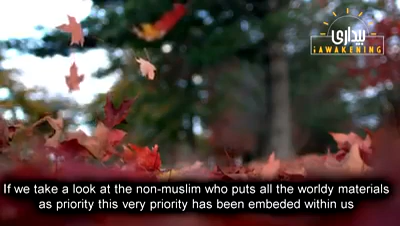 بیداری
iAWAKENING
If we take a look at the non-muslim who puts all the worldy materials
as priority this very priority has been embeded within us